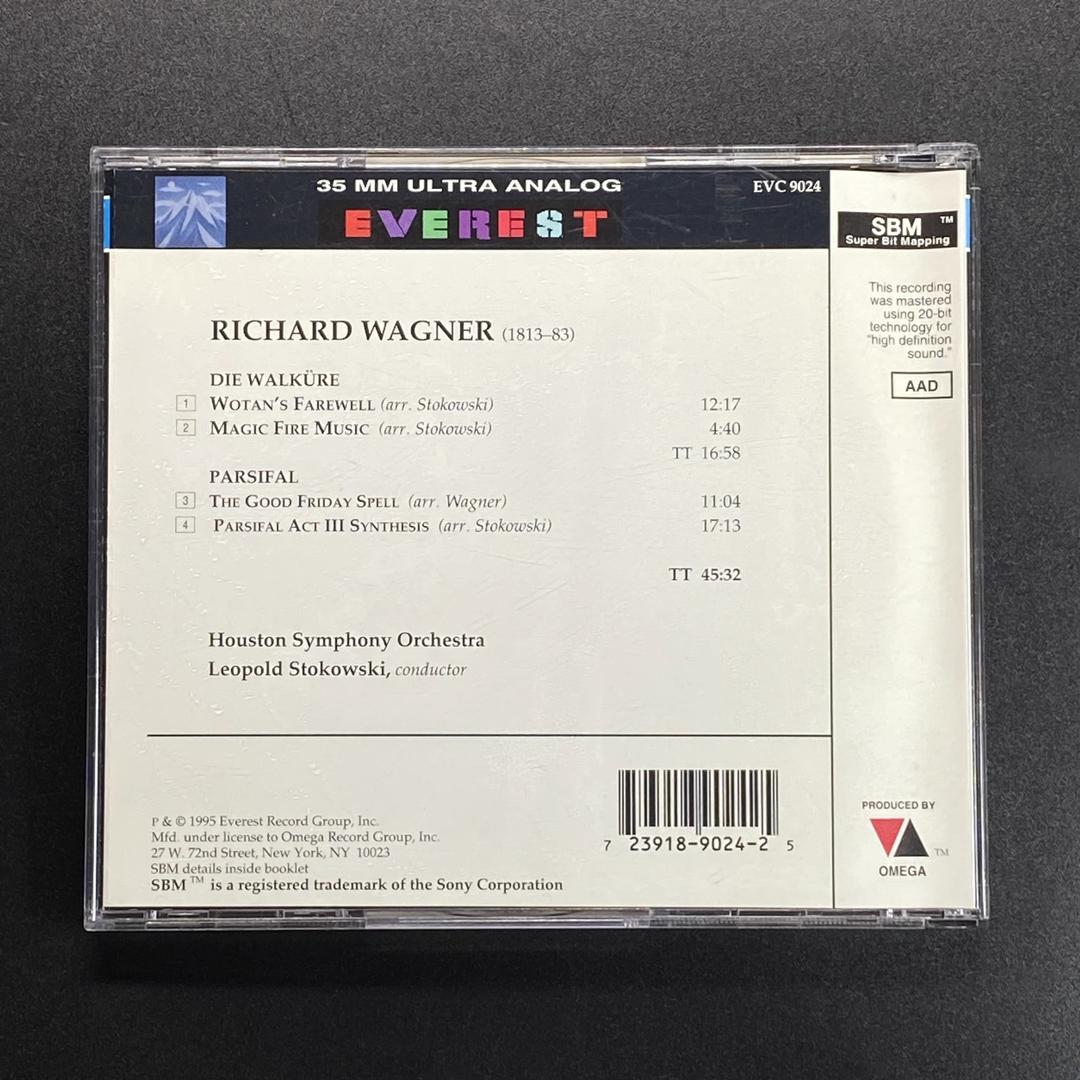 35 MM ULTRA ANALOG
EVEREST
EVC 9024
SBM™
Super Bit Mapping
This recording
was mastered
using 20-bit
technology for
"high definition
sound."
AAD
RICHARD WAGNER (1813–83)
DIE WALKÜRE
1 WOTAN'S FAREWELL (arr. Stokowski) 12:17
2 MAGIC FIRE MUSIC (arr. Stokowski) 4:40
TT 16:58
PARSIFAL
3 THE GOOD FRIDAY SPELL (arr. Wagner) 11:04
4 PARSIFAL ACT III SYNTHESIS (arr. Stokowski) 17:13
TT 45:32
Houston Symphony Orchestra
Leopold Stokowski, conductor
P & © 1995 Everest Record Group, Inc.
Mfd. under license to Omega Record Group, Inc.
27 W. 72nd Street, New York, NY 10023
SBM details inside booklet
SBM™ is a registered trademark of the Sony Corporation
7 23918-9024-2 5
PRODUCED BY
™
OMEGA